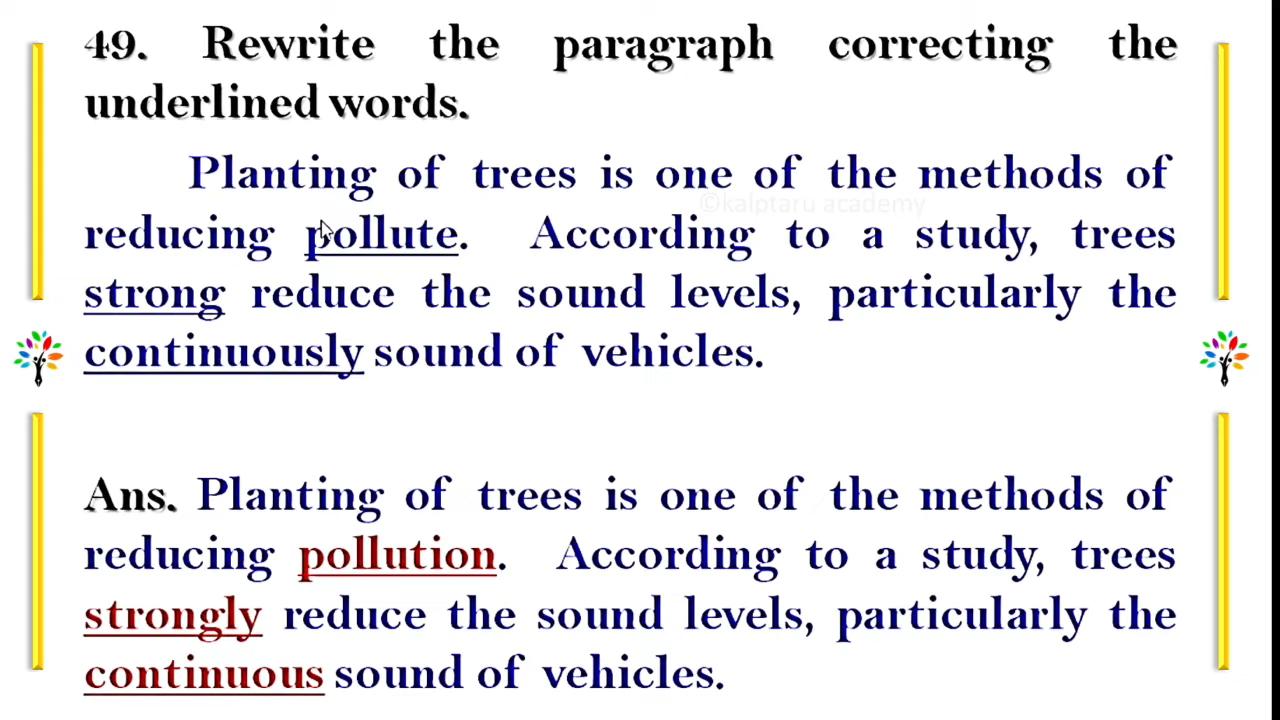 49. Rewrite the paragraph correcting the
underlined words.
Planting of trees is one of the methods of
©kalptaru academy
reducing pollute. According to a study, trees
strong reduce the sound levels, particularly the
continuously sound of vehicles.
Ans. Planting of trees is one of the methods of
reducing pollution. According to a study, trees
strongly reduce the sound levels, particularly the
continuous sound of vehicles.